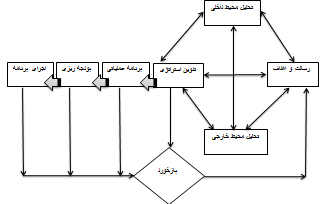 تحلیل محیط داخلی
رسالت و اهداف
تدوین استراتژی
برنامه عملیاتی
بودجه ریزی
اجرای برنامه
تحلیل محیط خارجی
بازخورد